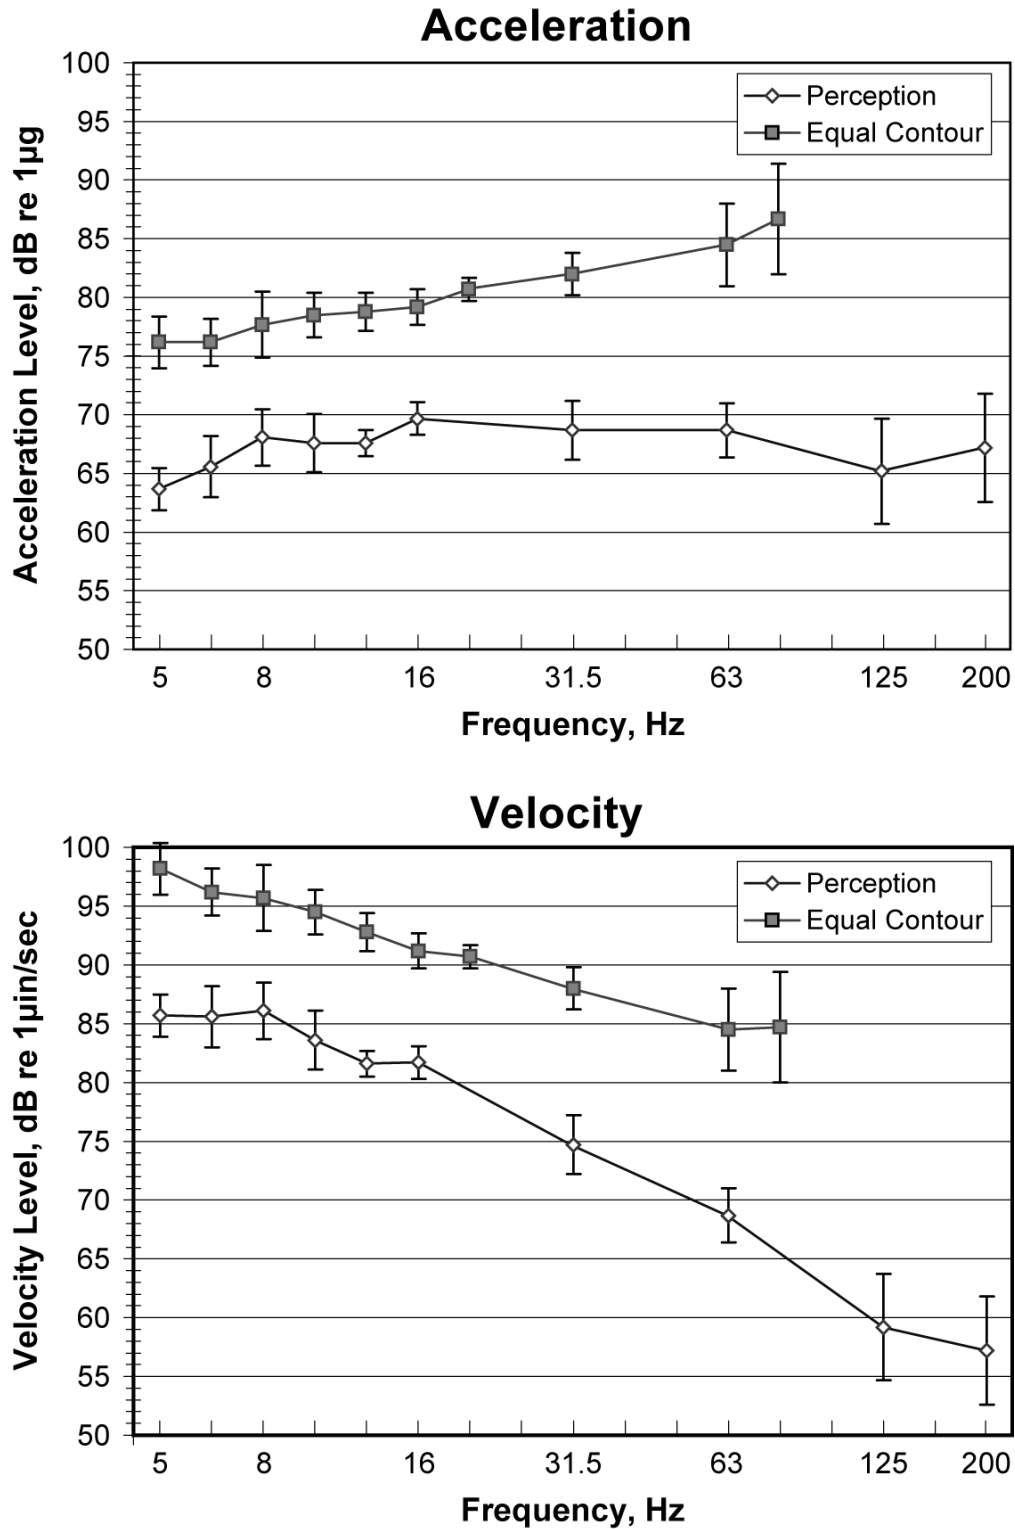 Acceleration
Perception
Equal Contour
Acceleration Level, dB re 1µg
100
95
90
85
80
75
70
65
60
55
50
5 8 16 31.5 63 125 200
Frequency, Hz
Velocity
Perception
Equal Contour
Velocity Level, dB re 1µin/sec
100
95
90
85
80
75
70
65
60
55
50
5 8 16 31.5 63 125 200
Frequency, Hz